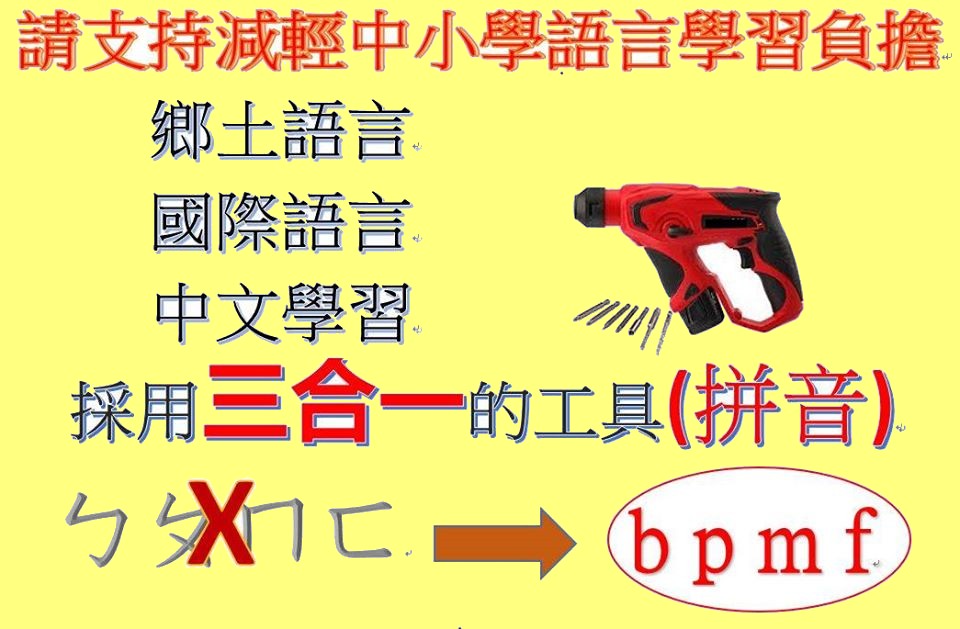 請支持減輕中小學語言學習負擔
鄉土語言
國際語言
中文學習
採用三合一的工具(拼音)
ㄅㄆㄇㄈ
X
b p m f